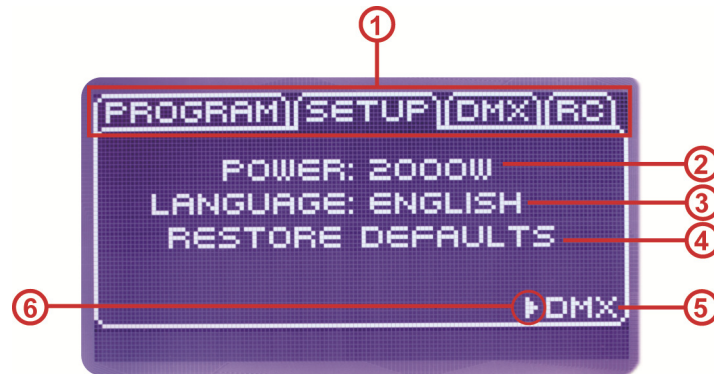 1
PROGRAM SETUP DMX RC
POWER: 2000W 2
LANGUAGE: ENGLISH 3
RESTORE DEFAULTS 4
6 DMX 5